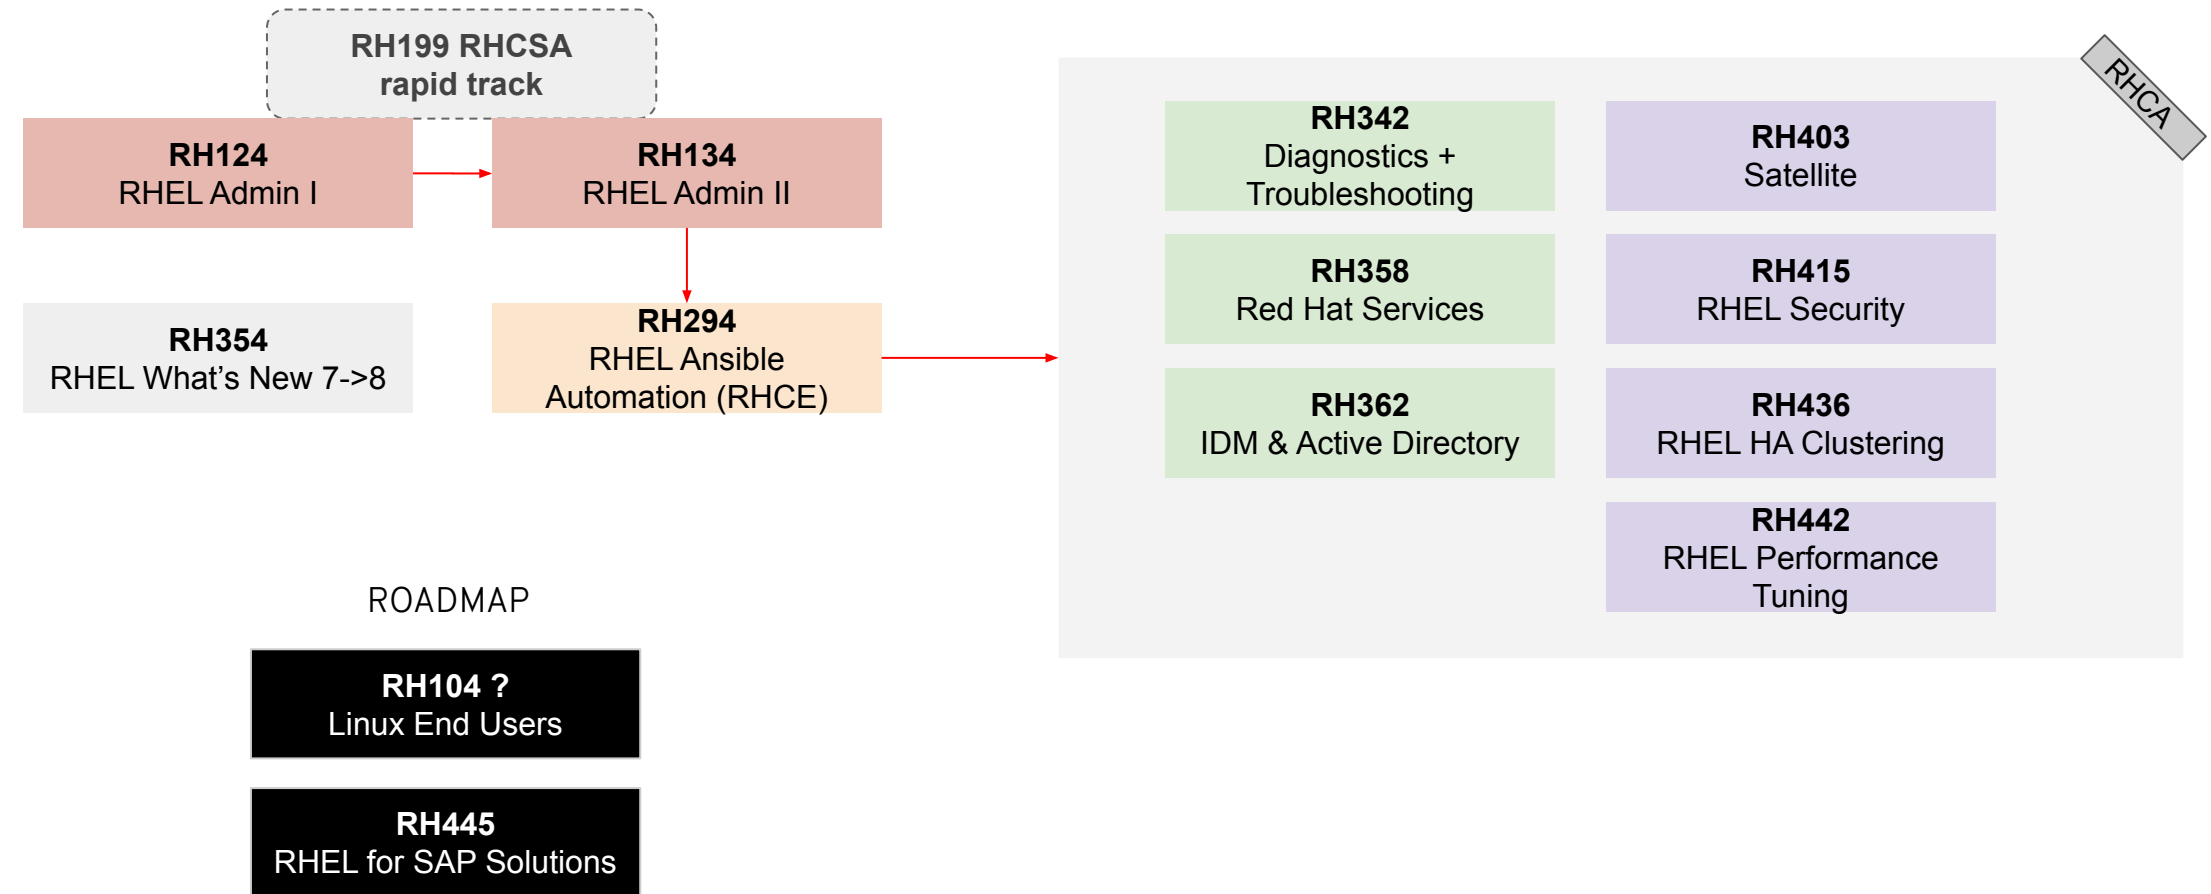 RH199 RHCSA
rapid track
RH124
RHEL Admin I
RH134
RHEL Admin II
RH354
RHEL What’s New 7->8
RH294
RHEL Ansible
Automation (RHCE)
RHCA
RH342
Diagnostics +
Troubleshooting
RH403
Satellite
RH358
Red Hat Services
RH415
RHEL Security
RH362
IDM & Active Directory
RH436
RHEL HA Clustering
RH442
RHEL Performance
Tuning
ROADMAP
RH104 ?
Linux End Users
RH445
RHEL for SAP Solutions